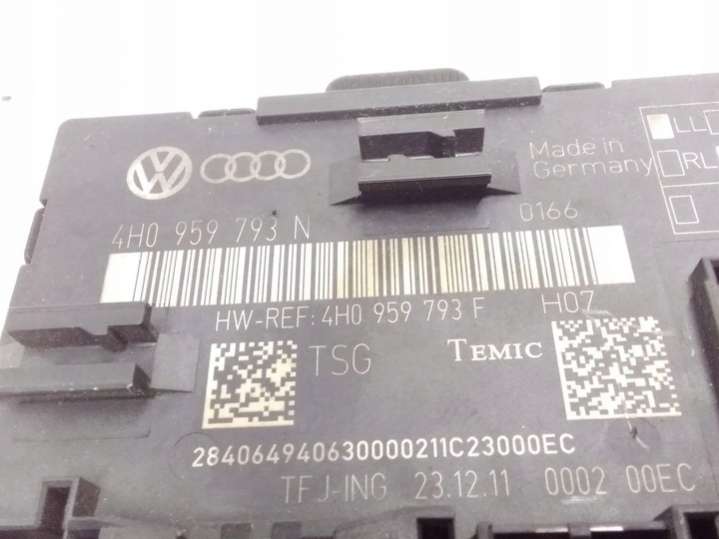 Made in
Germany
LL
RL
4H0 959 793 N
0166
HW-REF: 4H0 959 793 F
H07
TSG
TEMIC
284064940630000211C23000EC
TFJ-ING 23.12.11 0002 00EC